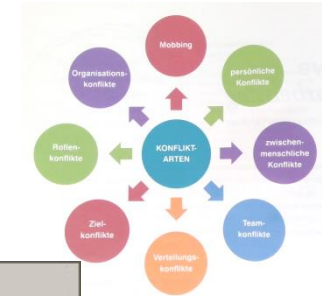 Mobbing
persönliche
Konflikte
zwischen-
menschliche
Konflikte
Team-
konflikte
Verteilungs-
konflikte
Ziel-
konflikte
Rollen-
konflikte
Organisations-
konflikte
KONFLIKT-
ARTEN